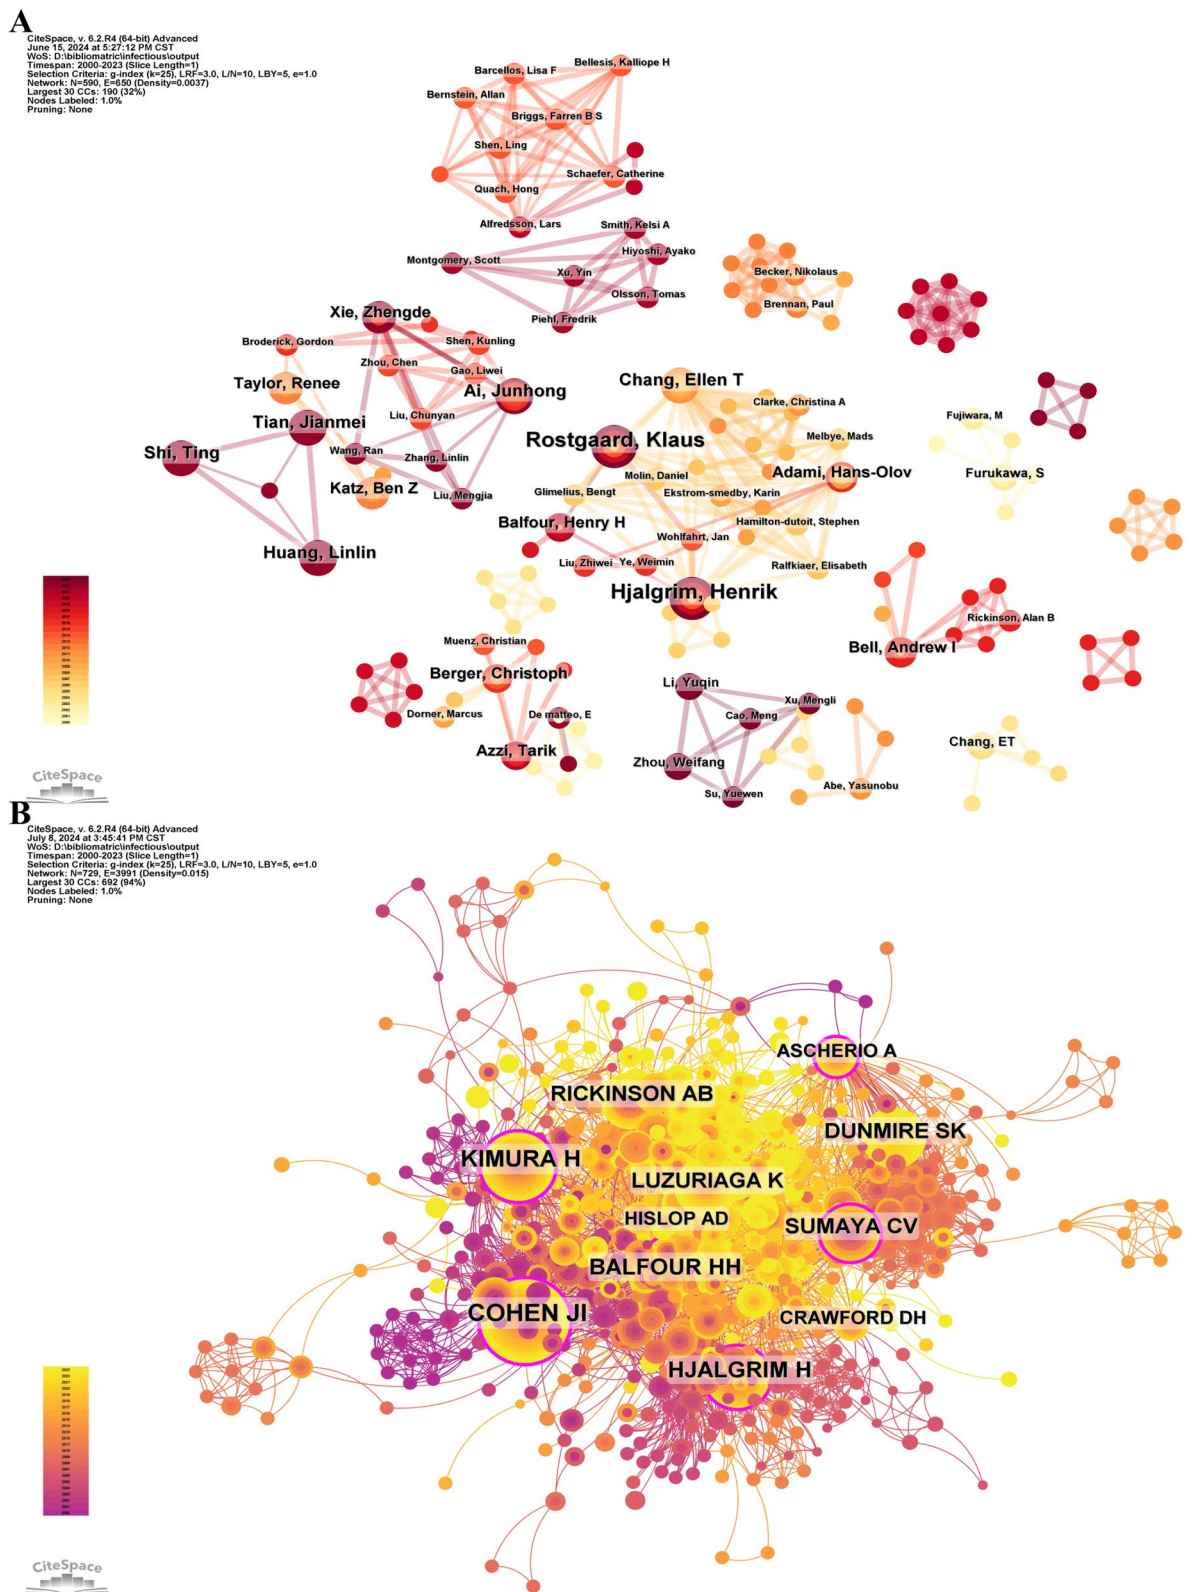 A
CiteSpace, v. 6.2.R4 (64-bit) Advanced
June 15, 2024 at 5:27:12 PM CST
WoS: D:\bibliomatric\infectious\output
Timespan: 2000-2023 (Slice Length=1)
Selection Criteria: g-index (k=25), LRF=3.0, L/N=10, LBY=5, e=1.0
Network: N=590, E=650 (Density=0.0037)
Largest 30 CCs: 190 (32%)
Nodes Labeled: 1.0%
Pruning: None
Bellesis, Kalliope H
Barcellos, Lisa F
Bernstein, Allan
Briggs, Farren B S
Shen, Ling
Schaefer, Catherine
Quach, Hong
Alfredsson, Lars
Smith, Kelsi A
Hiyoshi, Ayako
Montgomery, Scott
Xu, Yin
Olsson, Tomas
Piehl, Fredrik
Becker, Nikolaus
Brennan, Paul
Xie, Zhengde
Broderick, Gordon
Shen, Kunling
Zhou, Chen
Gao, Liwei
Taylor, Renee
Ai, Junhong
Chang, Ellen T
Clarke, Christina A
Liu, Chunyan
Tian, Jianmei
Fujiwara, M
Rostgaard, Klaus
Melbye, Mads
Shi, Ting
Wang, Ran
Zhang, Linlin
Molin, Daniel
Adami, Hans-Olov
Furukawa, S
Katz, Ben Z
Liu, Mengjia
Glimelius, Bengt
Ekstrom-smedby, Karin
Balfour, Henry H
Hamilton-dutoit, Stephen
Wohlfahrt, Jan
Huang, Linlin
Liu, Zhiwei
Ye, Weimin
Ralfkiaer, Elisabeth
Hjalgrim, Henrik
Rickinson, Alan B
Muenz, Christian
Bell, Andrew I
Berger, Christoph
Li, Yuqin
Xu, Mengli
Dorner, Marcus
De matteo, E
Cao, Meng
Chang, ET
Azzi, Tarik
Zhou, Weifang
Abe, Yasunobu
Su, Yuewen
CiteSpace
B
CiteSpace, v. 6.2.R4 (64-bit) Advanced
July 8, 2024 at 3:45:41 PM CST
WoS: D:\bibliomatric\infectious\output
Timespan: 2000-2023 (Slice Length=1)
Selection Criteria: g-index (k=25), LRF=3.0, L/N=10, LBY=5, e=1.0
Network: N=729, E=3991 (Density=0.015)
Largest 30 CCs: 692 (94%)
Nodes Labeled: 1.0%
Pruning: None
ASCHERIO A
RICKINSON AB
DUNMIRE SK
KIMURA H
LUZURIAGA K
HISLOP AD
SUMAYA CV
BALFOUR HH
COHEN JI
CRAWFORD DH
HJALGRIM H
CiteSpace